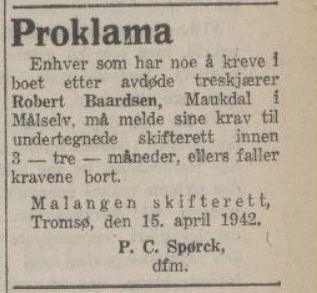 Proklama
Enhver som har noe å kreve i
boet etter avdøde treskjærer
Robert Baardsen, Maukdal i
Målselv, må melde sine krav til
undertegnede skifterett innen
3 — tre — måneder, ellers faller
kravene bort.
Malangen skifterett,
Tromsø, den 15. april 1942.
P. C. Spørck,
dfm.